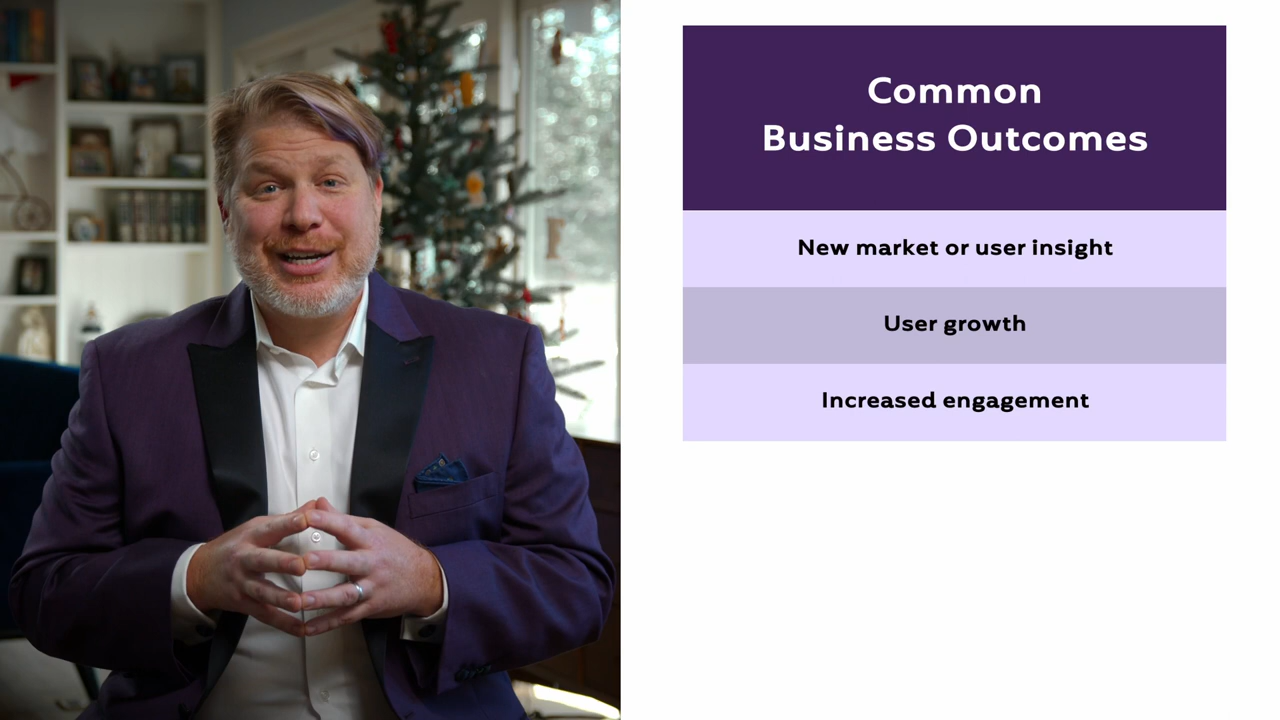 Common
Business Outcomes
New market or user insight
User growth
Increased engagement